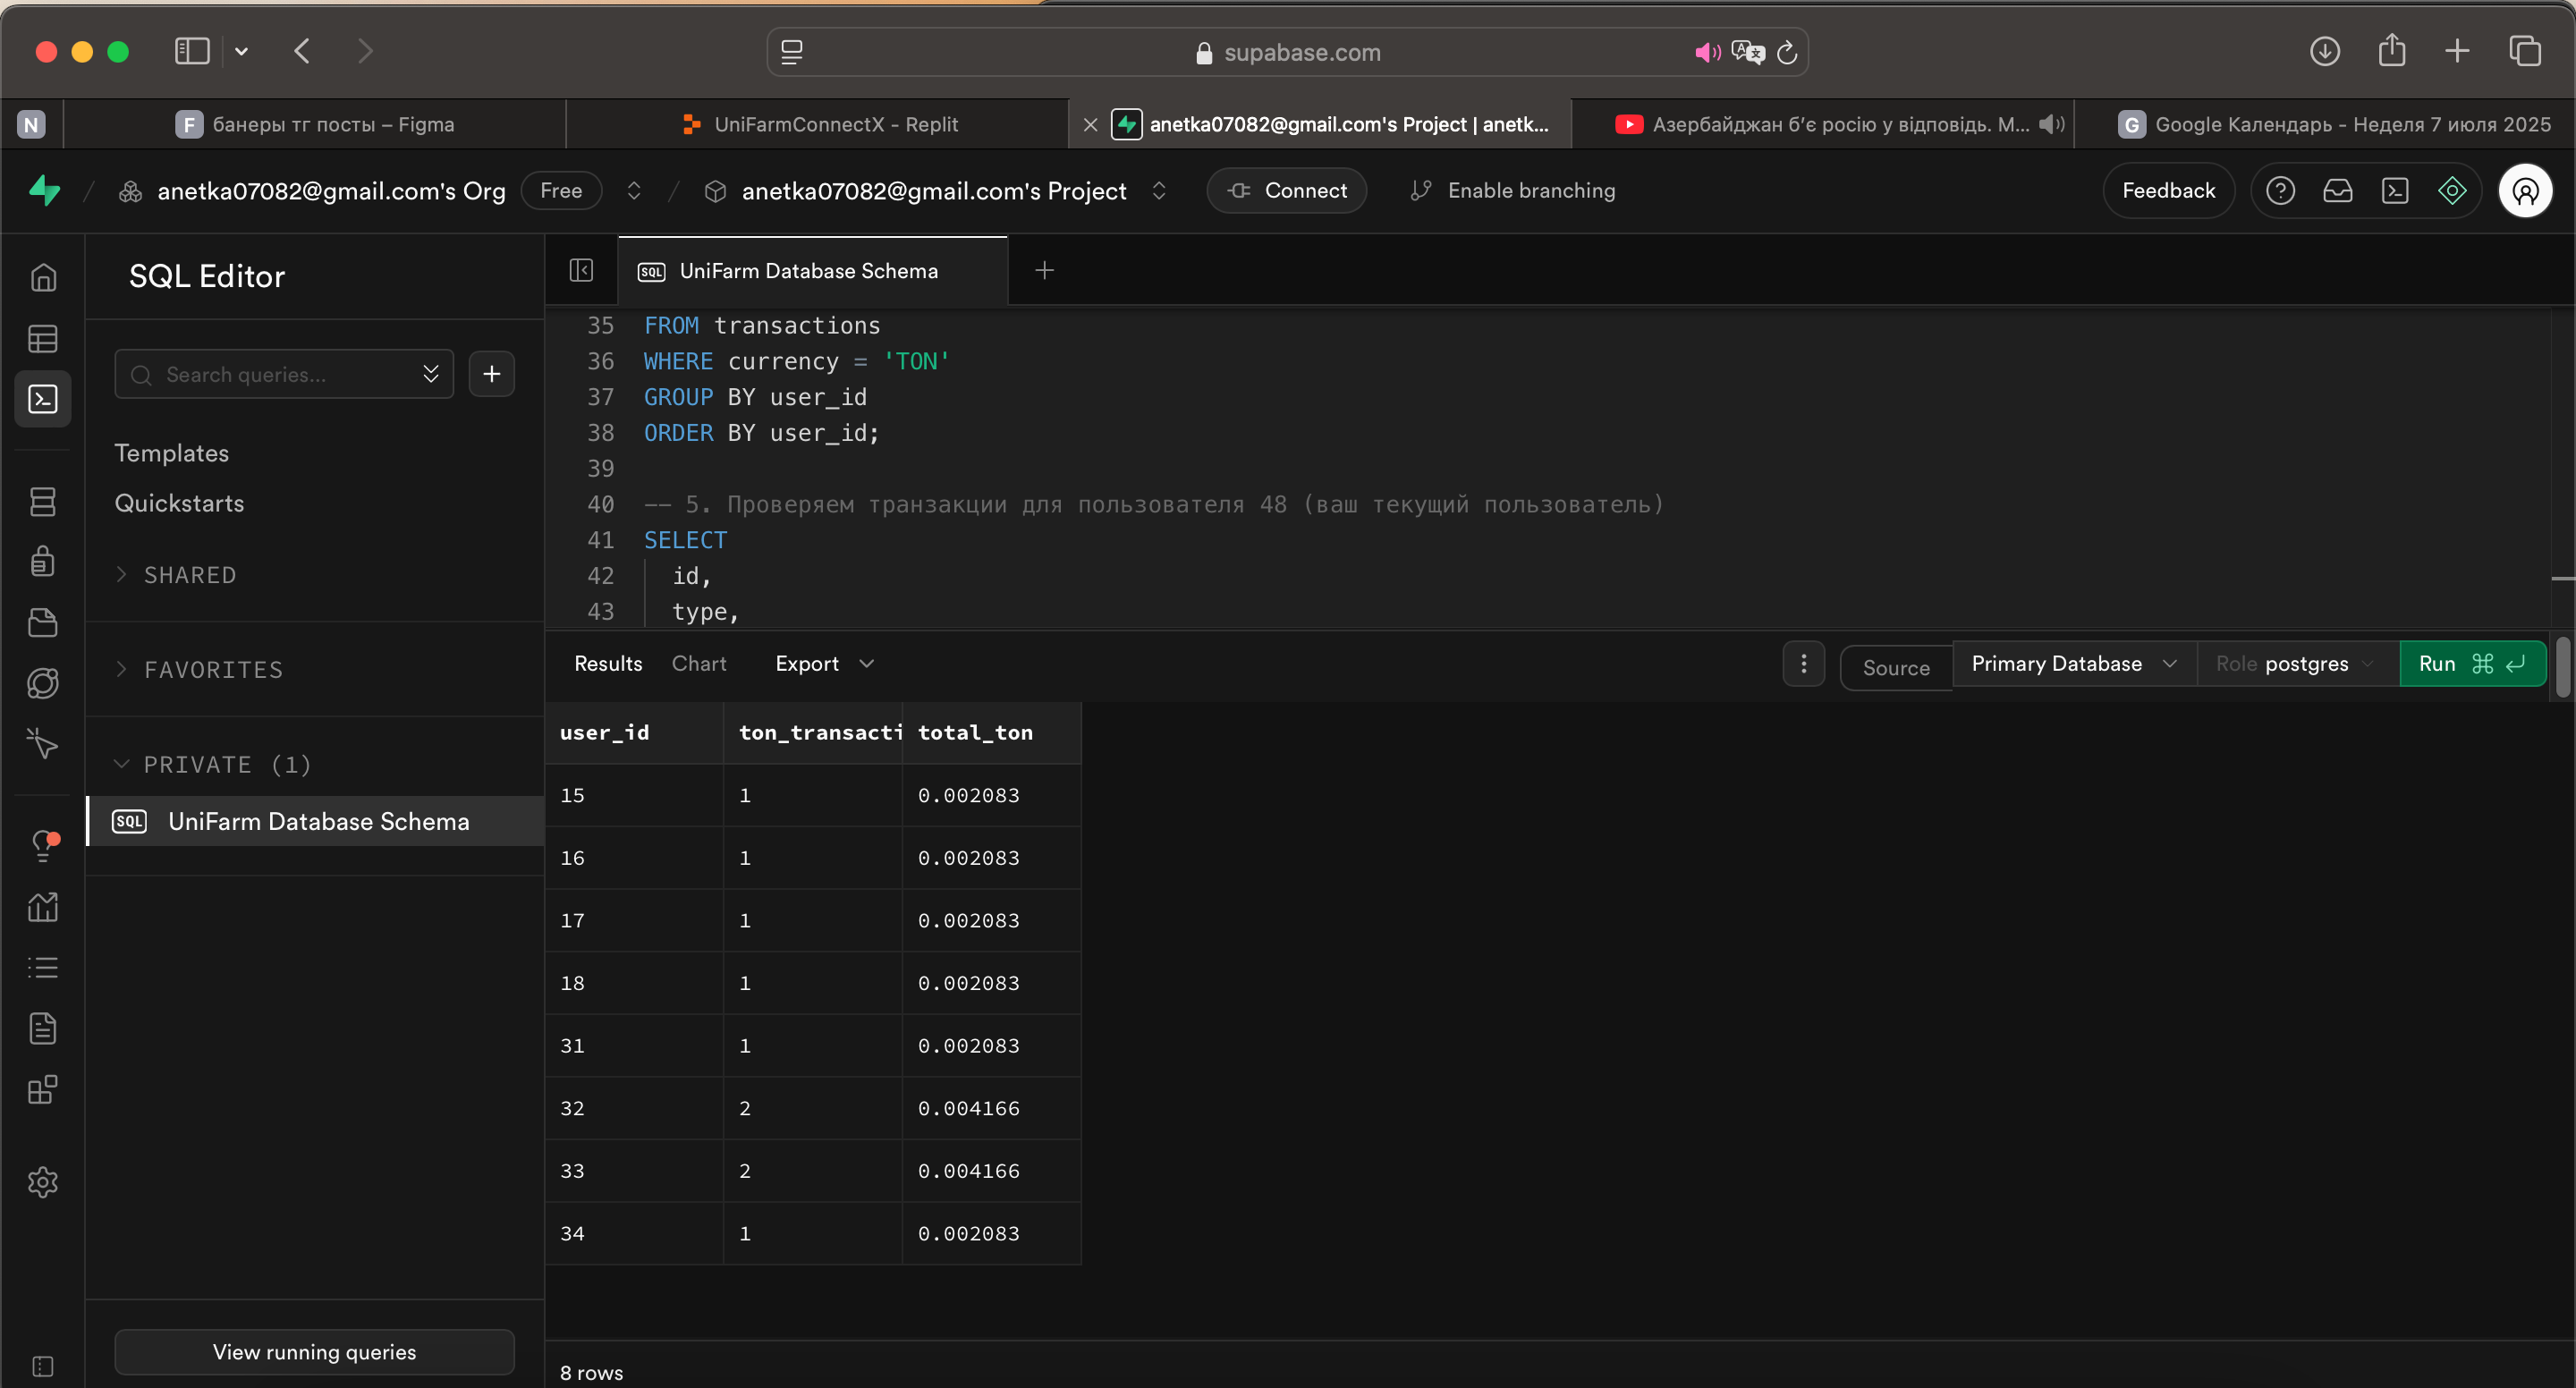 supabase.com
N
F банеры тг посты – Figma
UniFarmConnectX - Replit
anetka07082@gmail.com's Project | anetk...
Азербайджан б’є росію у відповідь. М...
G Google Календарь - Неделя 7 июля 2025
anetka07082@gmail.com's Org
Free
anetka07082@gmail.com's Project
Connect
Enable branching
Feedback
SQL Editor
SQL UniFarm Database Schema
Search queries...
Templates
Quickstarts
SHARED
FAVORITES
PRIVATE (1)
SQL UniFarm Database Schema
View running queries
35 FROM transactions
36 WHERE currency = 'TON'
37 GROUP BY user_id
38 ORDER BY user_id;
39
40 -- 5. Проверяем транзакции для пользователя 48 (ваш текущий пользователь)
41 SELECT
42 id,
43 type,
Results Chart Export
Source Primary Database Role postgres Run ⌘
user_id ton_transacti total_ton
15 1 0.002083
16 1 0.002083
17 1 0.002083
18 1 0.002083
31 1 0.002083
32 2 0.004166
33 2 0.004166
34 1 0.002083
8 rows